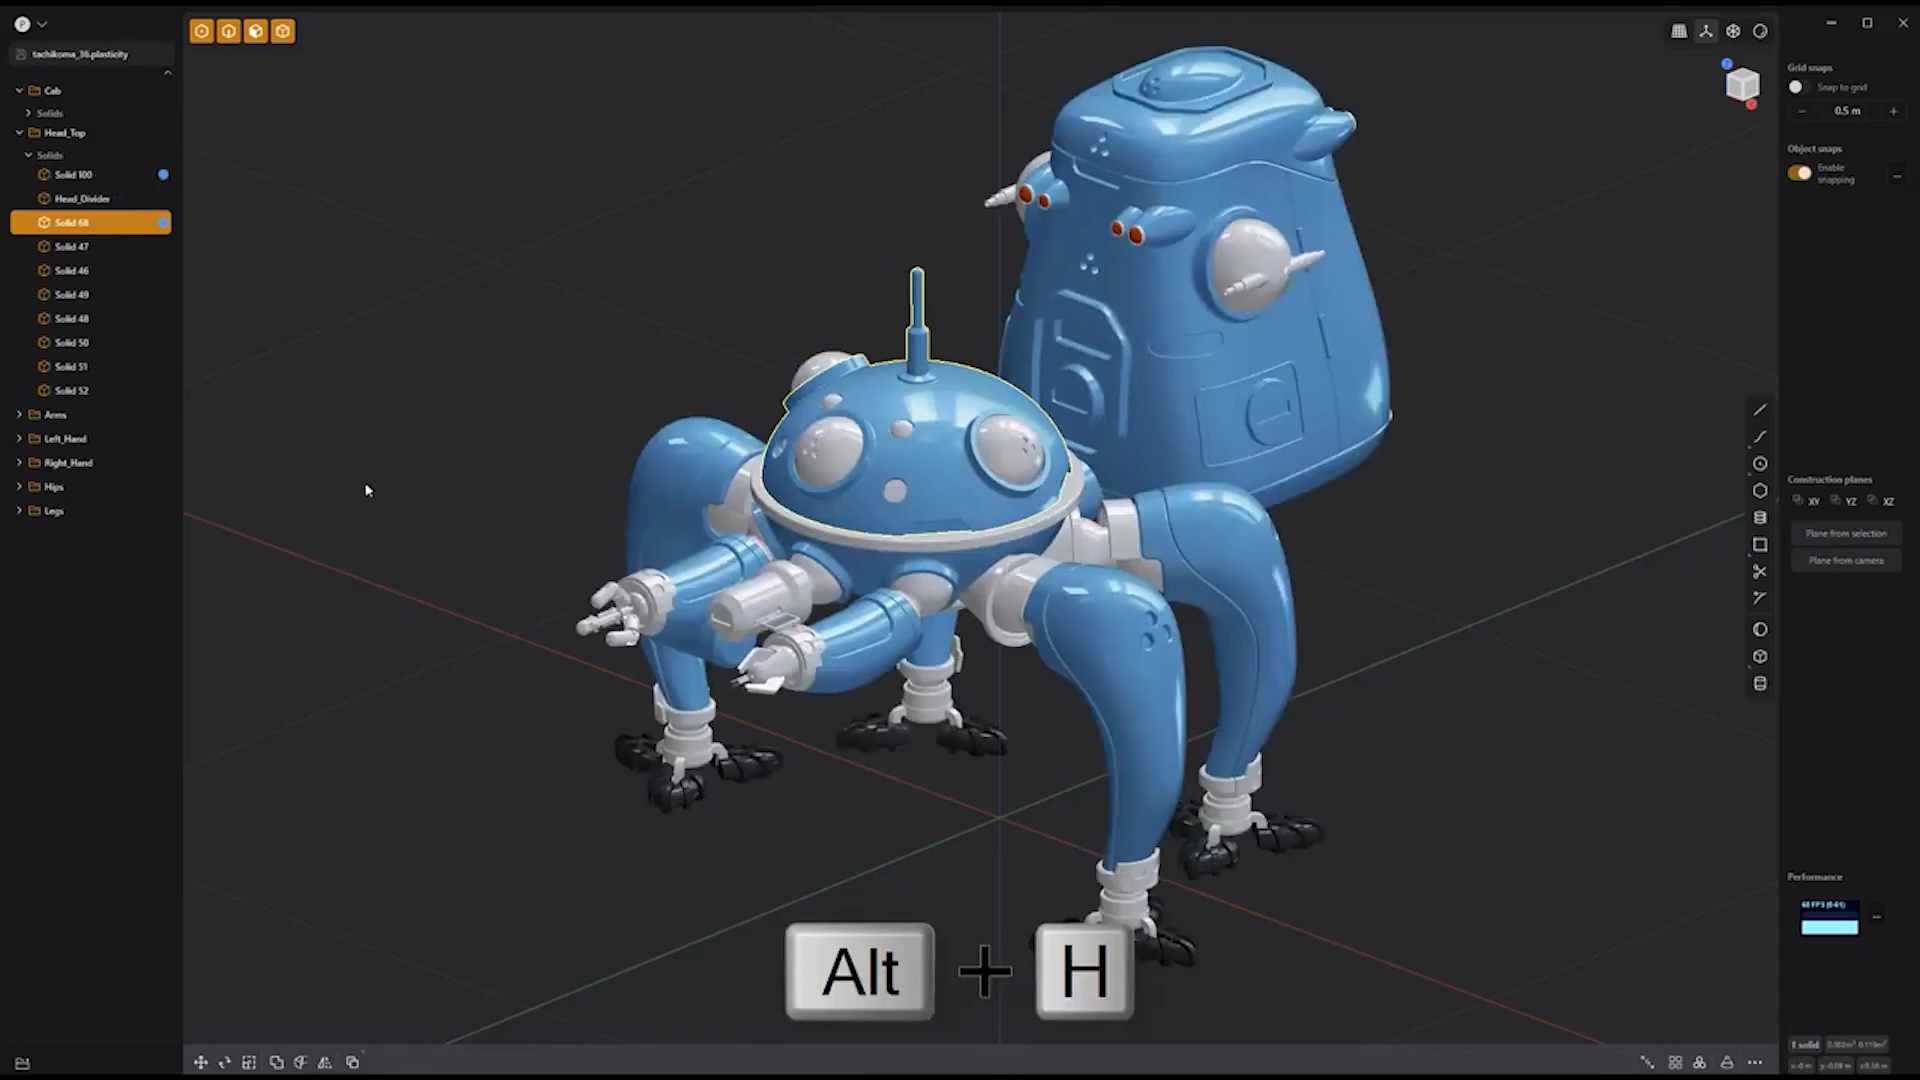 P
tachikoma_36.plasticity
Cab
Solids
Head_Top
Solids
Solid 100
Head_Divider
Solid 68
Solid 47
Solid 46
Solid 49
Solid 48
Solid 50
Solid 51
Solid 52
Arms
Left_Hand
Right_Hand
Hips
Legs
Alt + H
Z
Grid snaps
Snap to grid
− 0.5 m +
Object snaps
Enable
snapping
Construction planes
XY YZ XZ
Plane from selection
Plane from camera
Performance
1 solid